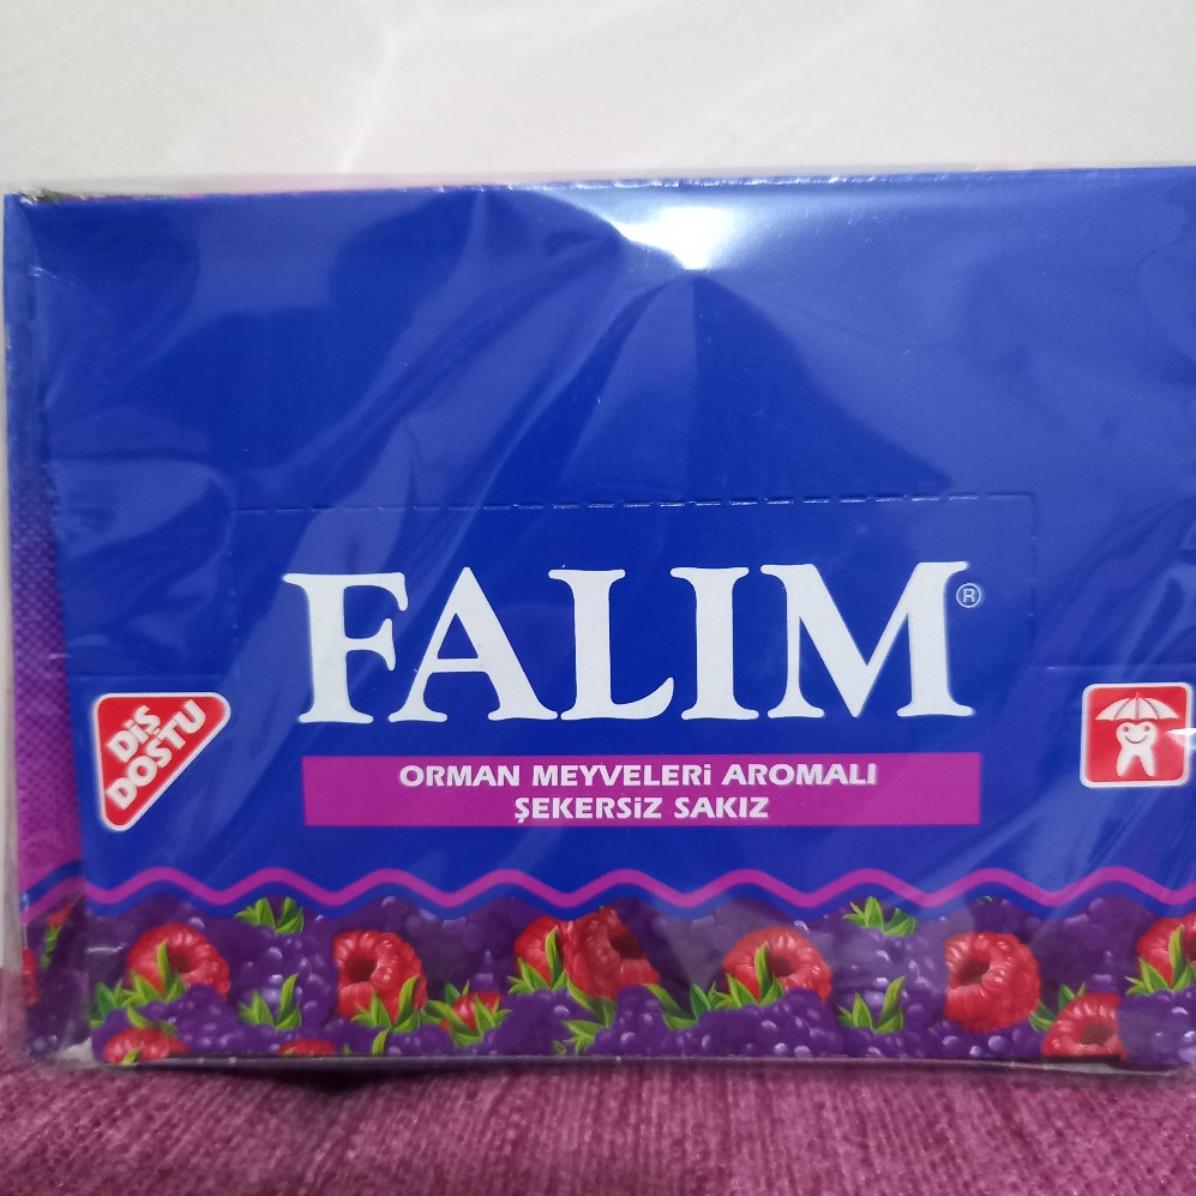 FALIM®
DİŞ
DOSTU
ORMAN MEYVELERİ AROMALI
ŞEKERSİZ SAKIZ